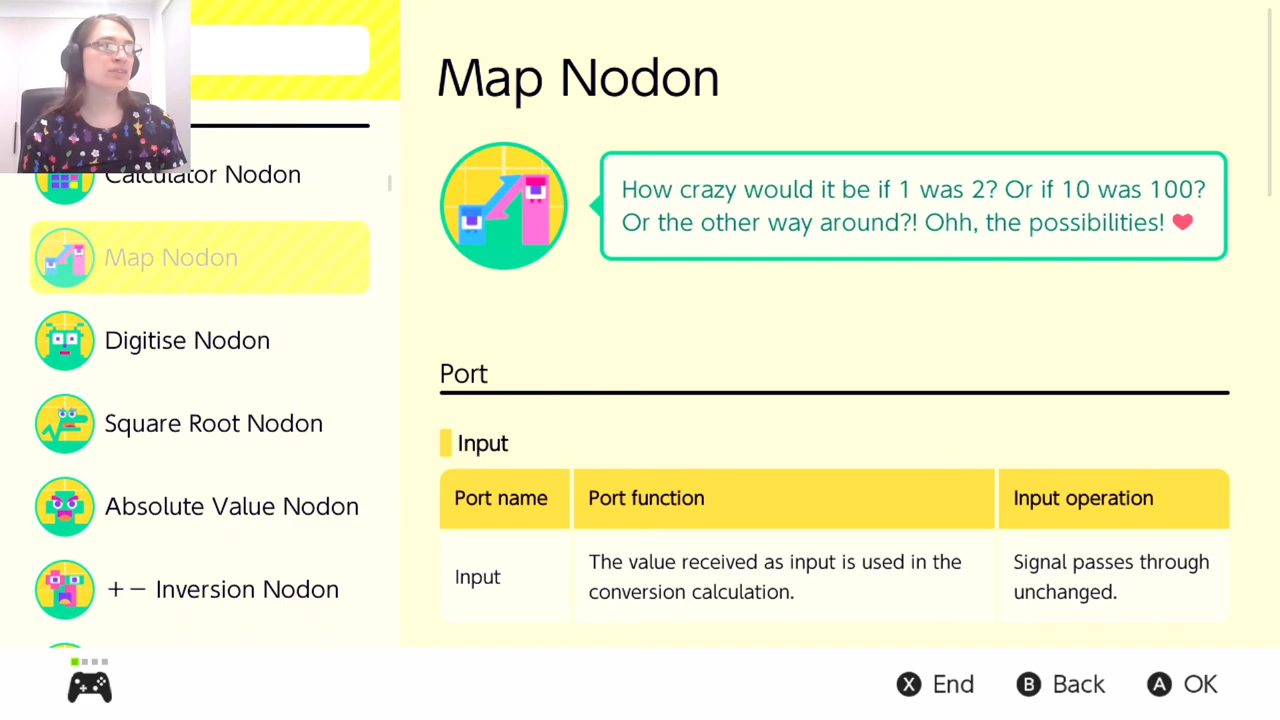 Calculator Nodon
Map Nodon
Digitise Nodon
Square Root Nodon
Absolute Value Nodon
+− Inversion Nodon
Map Nodon
How crazy would it be if 1 was 2? Or if 10 was 100?
Or the other way around?! Ohh, the possibilities! ❤
Port
Input
Port name Port function Input operation
Input The value received as input is used in the Signal passes through
conversion calculation. unchanged.
X End B Back A OK